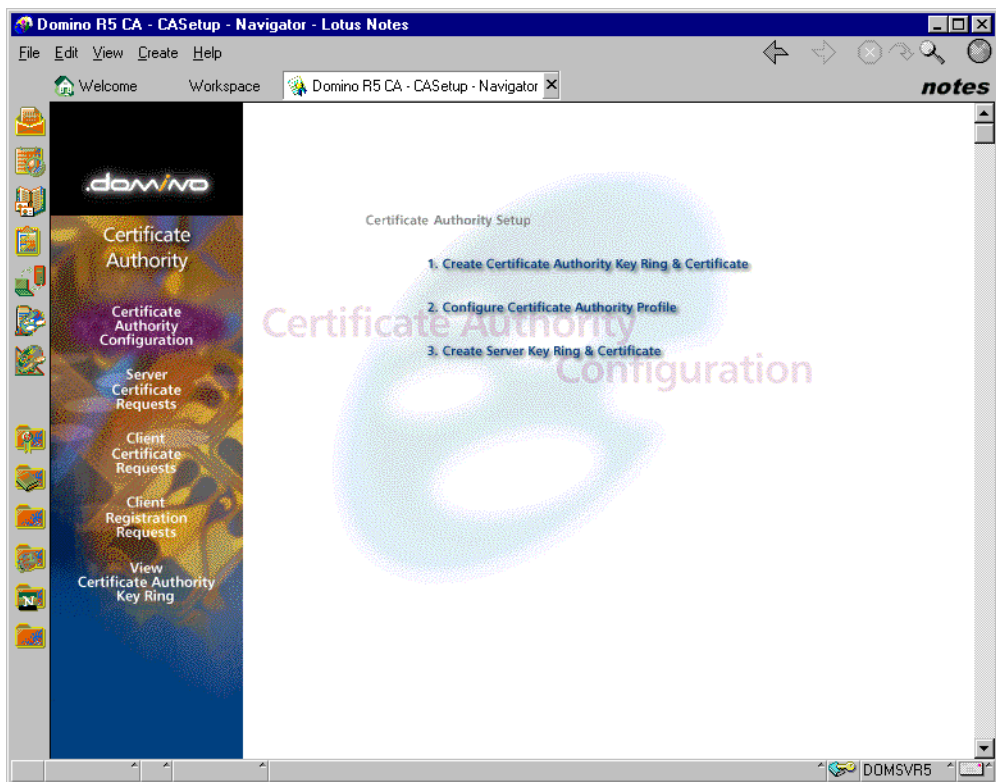 Domino R5 CA - CASetup - Navigator - Lotus Notes
File Edit View Create Help
Welcome Workspace Domino R5 CA - CASetup - Navigator
notes
.domino
Certificate
Authority
Certificate
Authority
Configuration
Server
Certificate
Requests
Client
Certificate
Requests
Client
Registration
Requests
View
Certificate Authority
Key Ring
Certificate Authority Setup
1. Create Certificate Authority Key Ring & Certificate
2. Configure Certificate Authority Profile
Certificate Authority
3. Create Server Key Ring & Certificate
Configuration
N
DOMSVR5